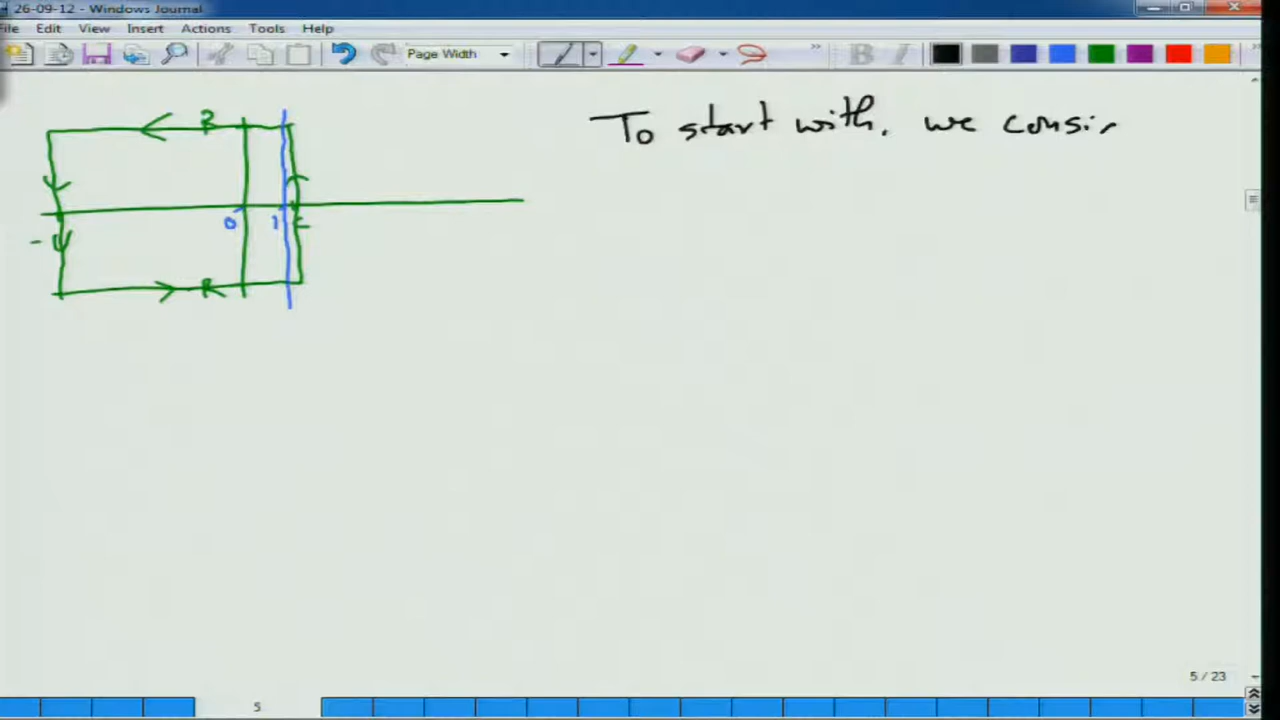 26-09-12 - Windows Journal
File Edit View Insert Actions Tools Help
Page Width
B I
To start with, we consi
R
0 1
-
R
5 / 23
5